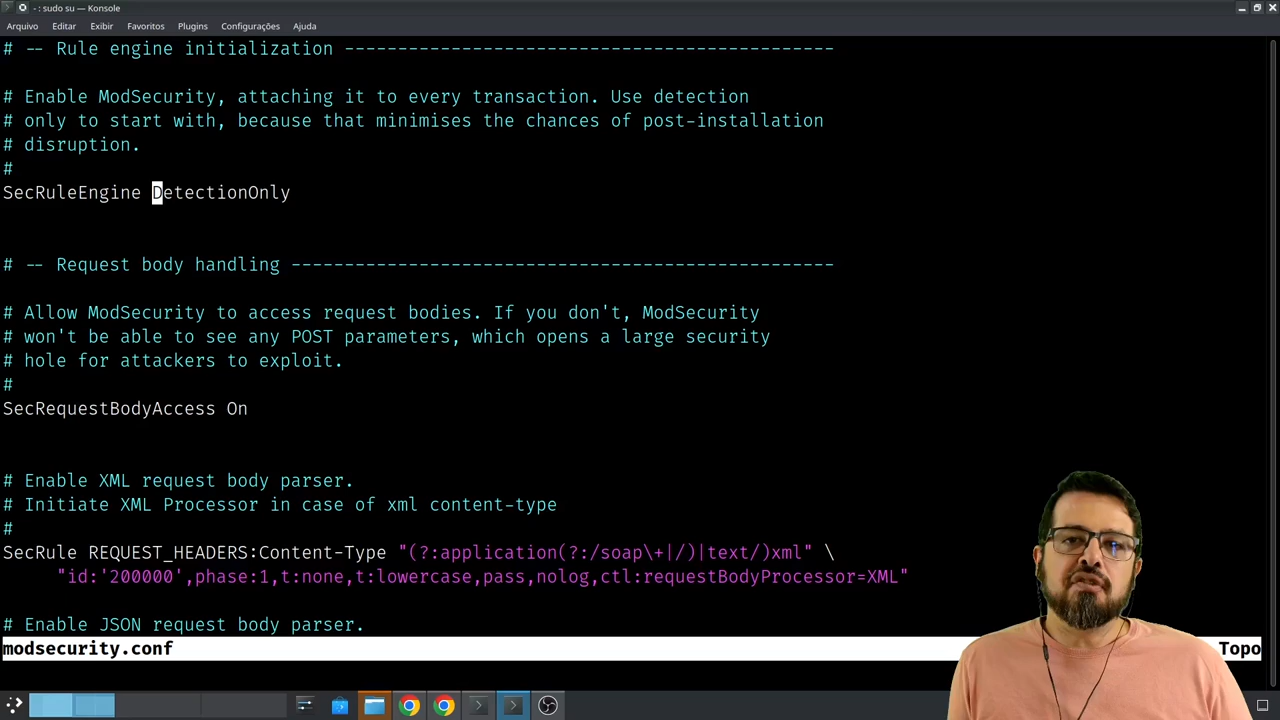 - : sudo su — Konsole
Arquivo Editar Exibir Favoritos Plugins Configurações Ajuda
# -- Rule engine initialization ----------------------------------------------
# Enable ModSecurity, attaching it to every transaction. Use detection
# only to start with, because that minimises the chances of post-installation
# disruption.
#
SecRuleEngine DetectionOnly
# -- Request body handling ---------------------------------------------------
# Allow ModSecurity to access request bodies. If you don't, ModSecurity
# won't be able to see any POST parameters, which opens a large security
# hole for attackers to exploit.
#
SecRequestBodyAccess On
# Enable XML request body parser.
# Initiate XML Processor in case of xml content-type
#
SecRule REQUEST_HEADERS:Content-Type "(?:application(?:/soap\+|/)|text/)xml" \
"id:'200000',phase:1,t:none,t:lowercase,pass,nolog,ctl:requestBodyProcessor=XML"
# Enable JSON request body parser.
modsecurity.conf Topo